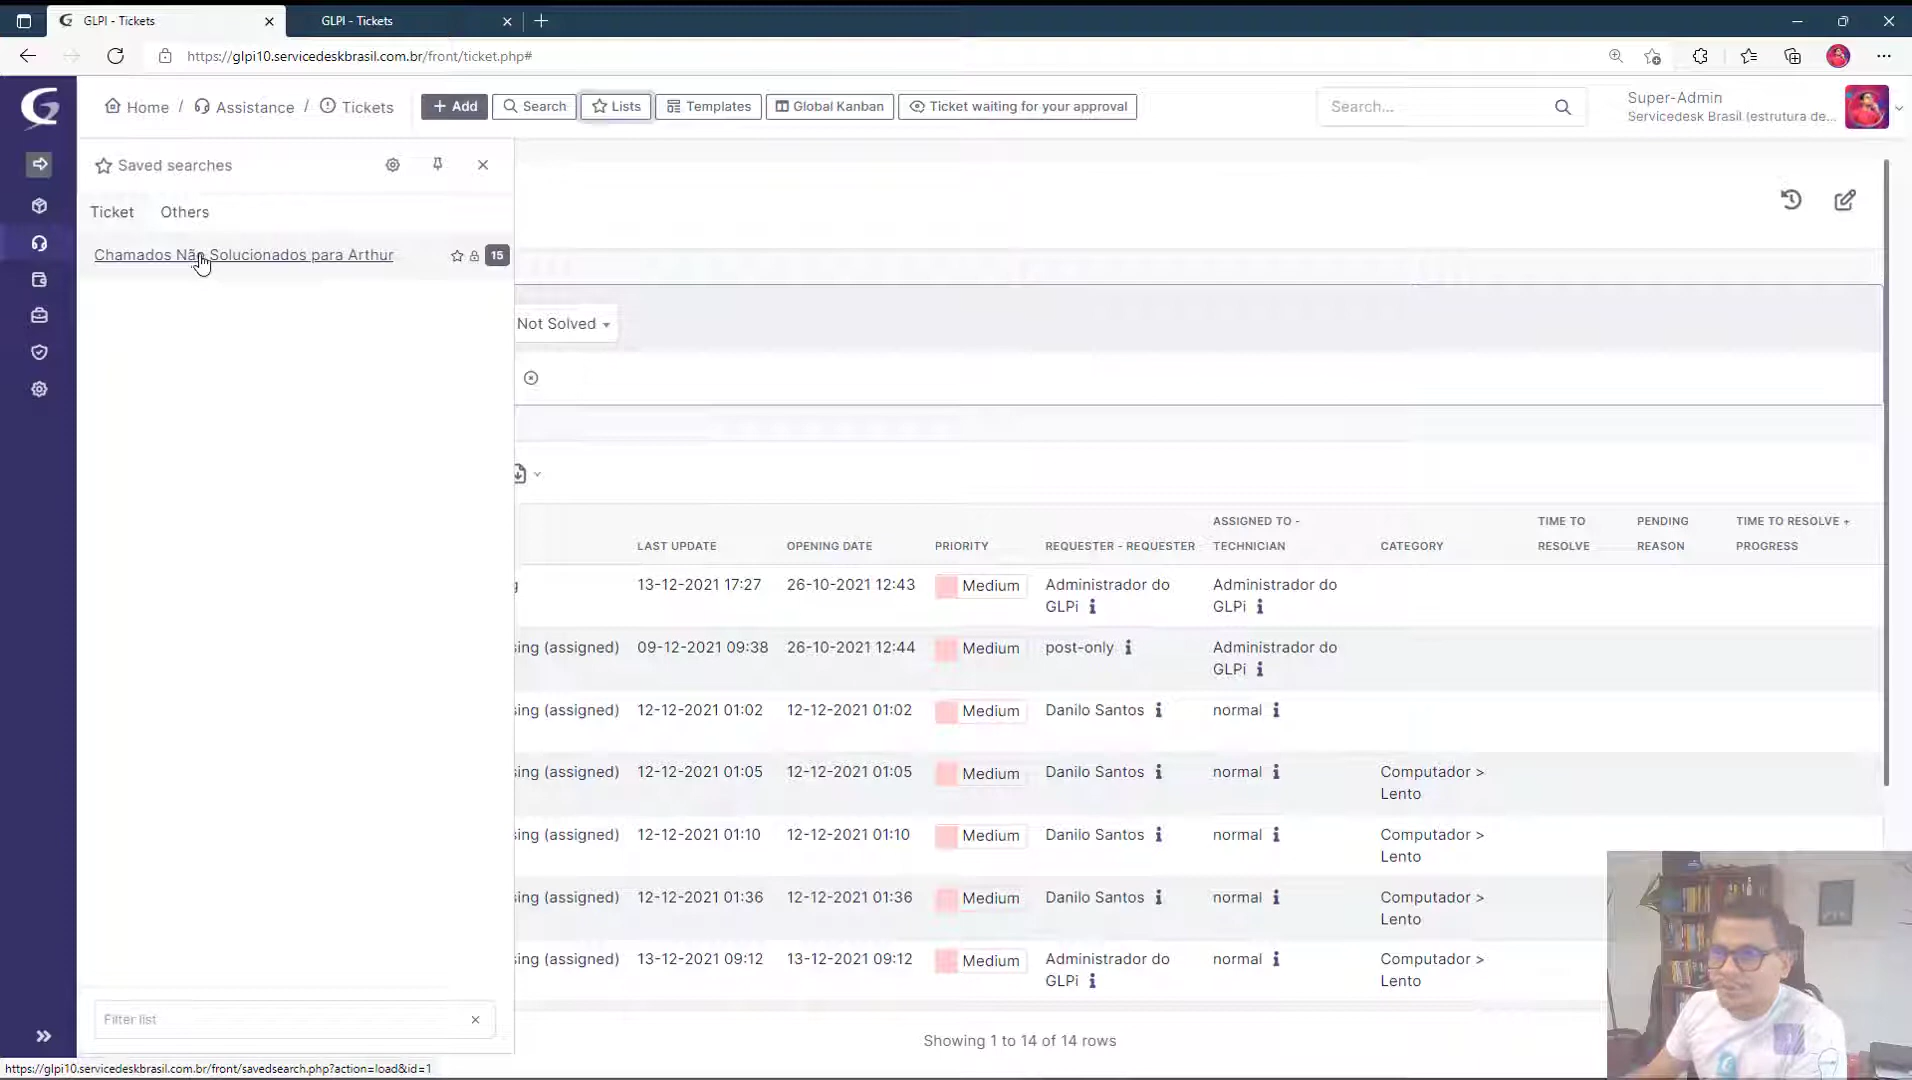 GLPI - Tickets
GLPI - Tickets
https://glpi10.servicedeskbrasil.com.br/front/ticket.php#
Home / Assistance / Tickets
Add
Search
Lists
Templates
Global Kanban
Ticket waiting for your approval
Search...
Super-Admin
Servicedesk Brasil (estrutura de...
Saved searches
Ticket Others
Chamados Não Solucionados para Arthur 15
Not Solved
LAST UPDATE
OPENING DATE
PRIORITY
REQUESTER - REQUESTER
ASSIGNED TO -
TECHNICIAN
CATEGORY
TIME TO
RESOLVE
PENDING
REASON
TIME TO RESOLVE +
PROGRESS
g 13-12-2021 17:27 26-10-2021 12:43 Medium Administrador do Administrador do
GLPi i GLPi i
sing (assigned) 09-12-2021 09:38 26-10-2021 12:44 Medium post-only i Administrador do
GLPi i
sing (assigned) 12-12-2021 01:02 12-12-2021 01:02 Medium Danilo Santos i normal i
sing (assigned) 12-12-2021 01:05 12-12-2021 01:05 Medium Danilo Santos i normal i Computador >
Lento
sing (assigned) 12-12-2021 01:10 12-12-2021 01:10 Medium Danilo Santos i normal i Computador >
Lento
sing (assigned) 12-12-2021 01:36 12-12-2021 01:36 Medium Danilo Santos i normal i Computador >
Lento
sing (assigned) 13-12-2021 09:12 13-12-2021 09:12 Medium Administrador do normal i Computador >
GLPi i Lento
Filter list
Showing 1 to 14 of 14 rows
https://glpi10.servicedeskbrasil.com.br/front/savedsearch.php?action=load&id=1